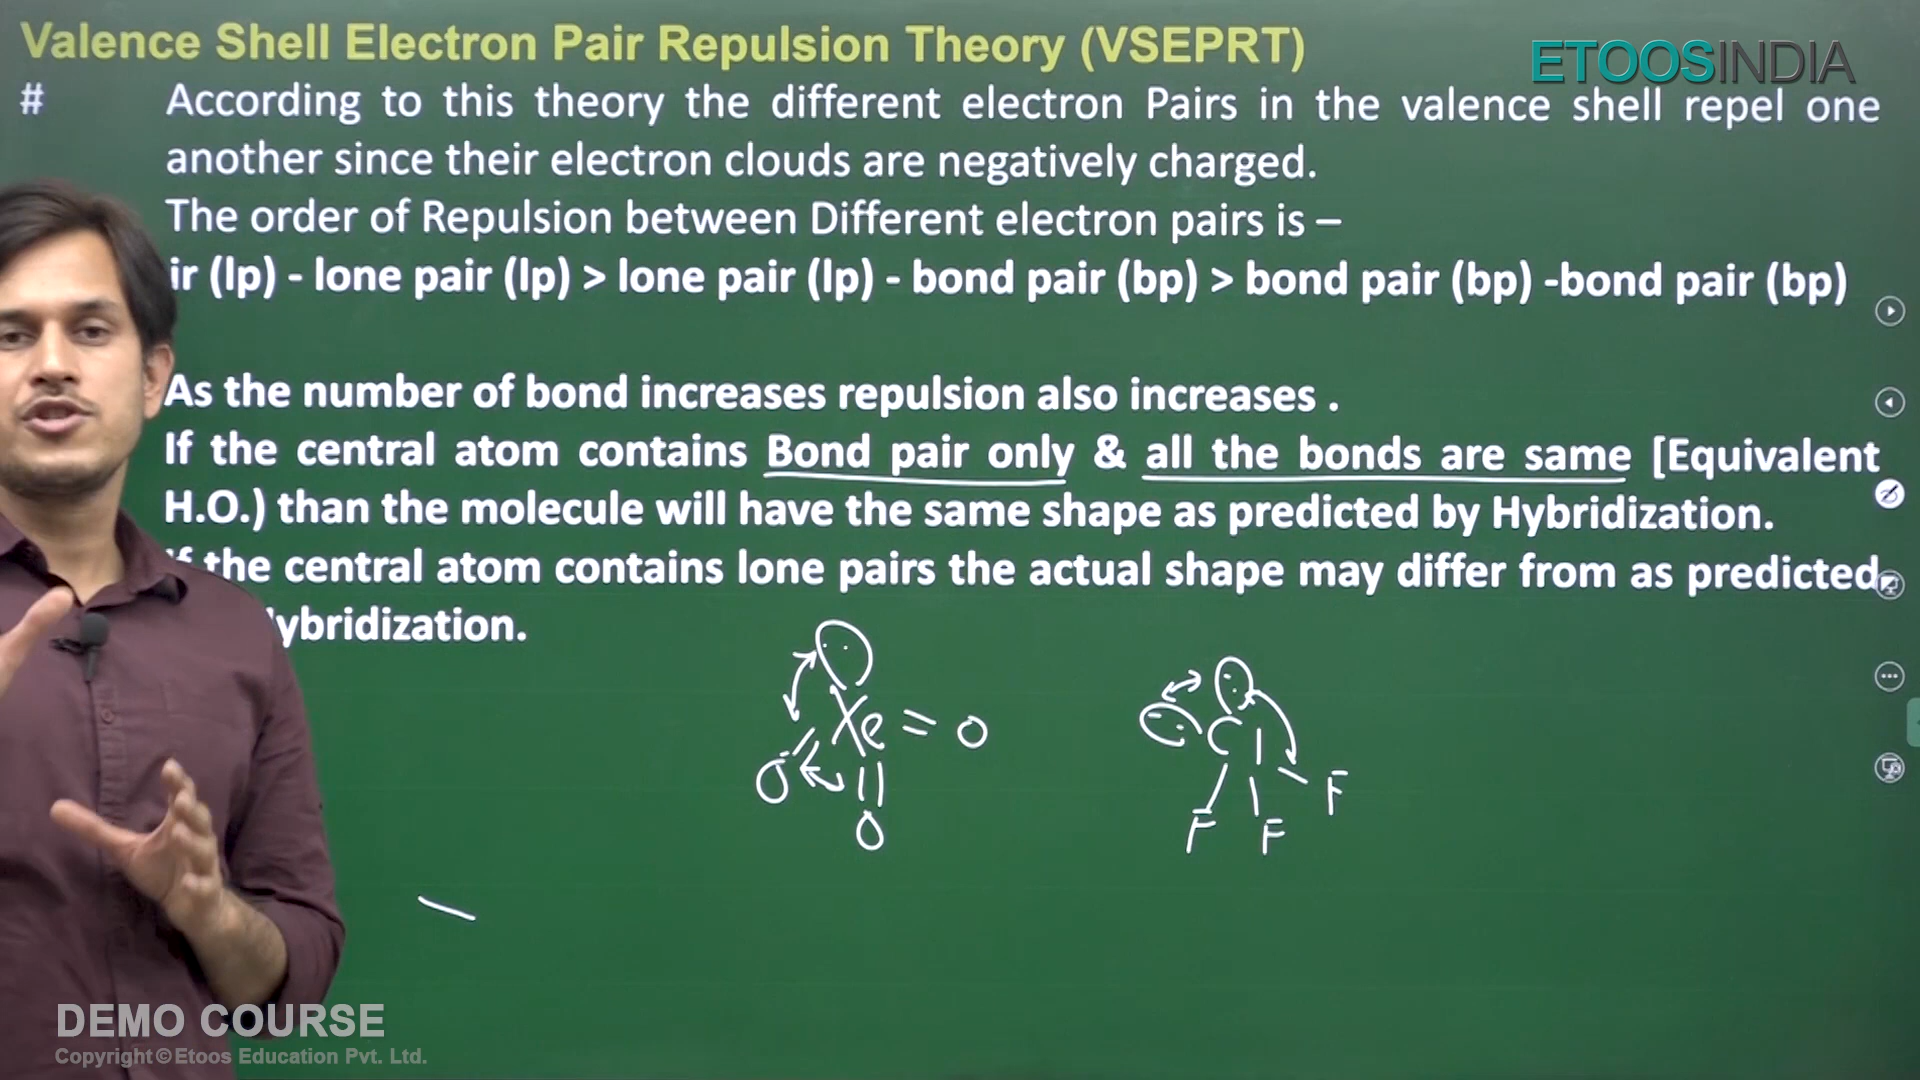 Valence Shell Electron Pair Repulsion Theory (VSEPRT)
ETOOSINDIA
# According to this theory the different electron Pairs in the valence shell repel one
another since their electron clouds are negatively charged.
The order of Repulsion between Different electron pairs is –
ir (lp) - lone pair (lp) > lone pair (lp) - bond pair (bp) > bond pair (bp) -bond pair (bp)
As the number of bond increases repulsion also increases .
If the central atom contains Bond pair only & all the bonds are same [Equivalent
H.O.) than the molecule will have the same shape as predicted by Hybridization.
If the central atom contains lone pairs the actual shape may differ from as predicted
ybridization.
Xe = O
O
O
Cl
F
F F
DEMO COURSE
Copyright © Etoos Education Pvt. Ltd.